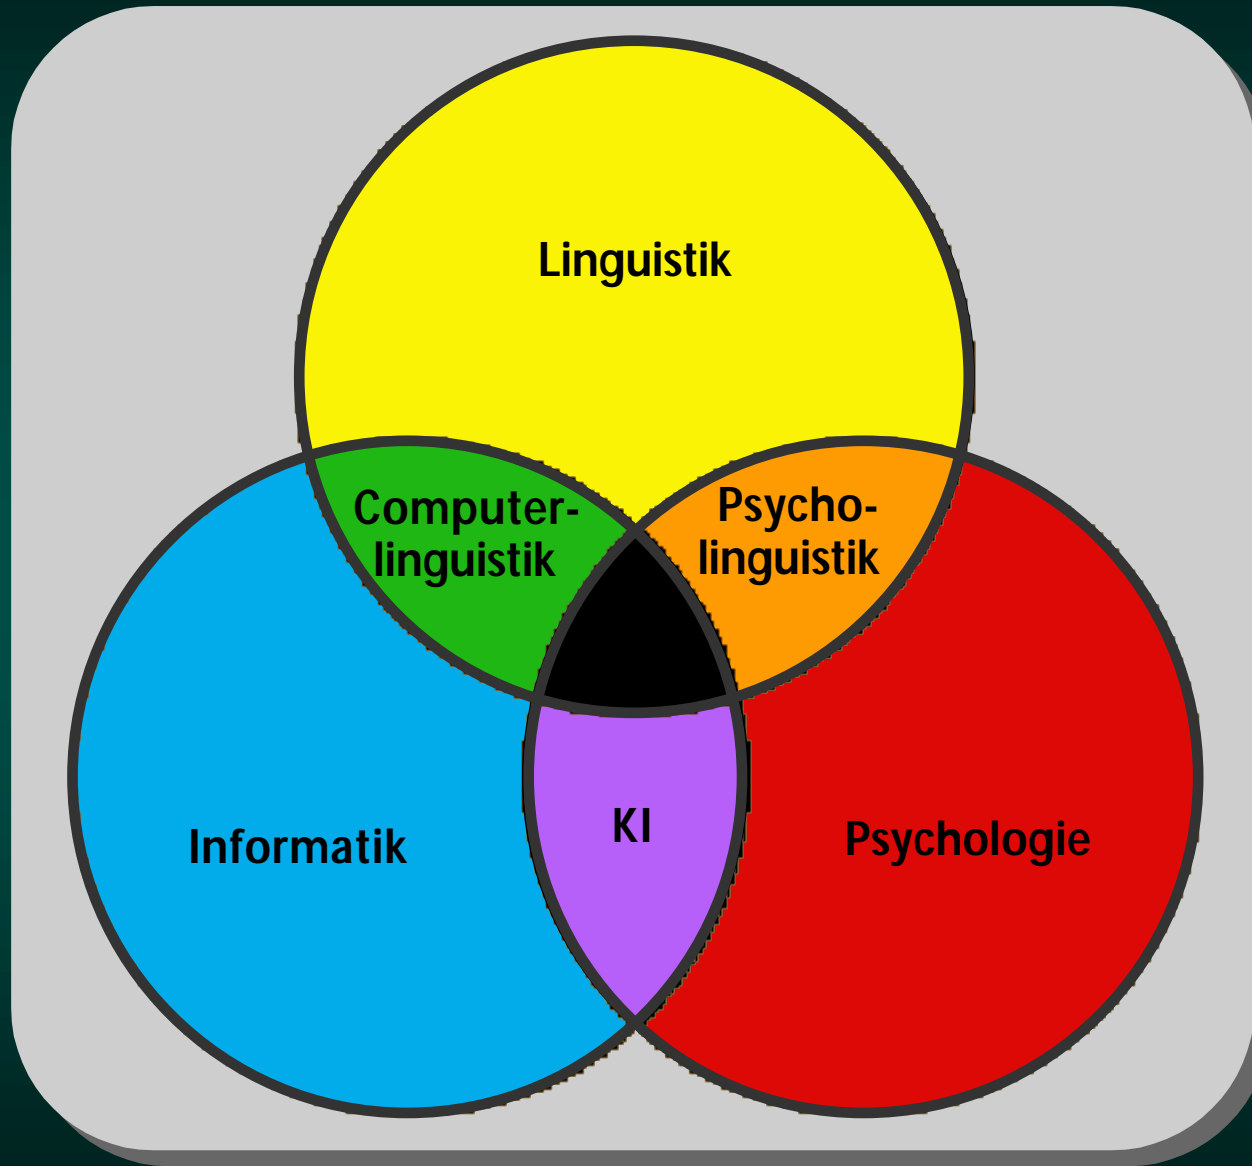 Linguistik
Computer-
linguistik
Psycho-
linguistik
KI
Informatik
Psychologie